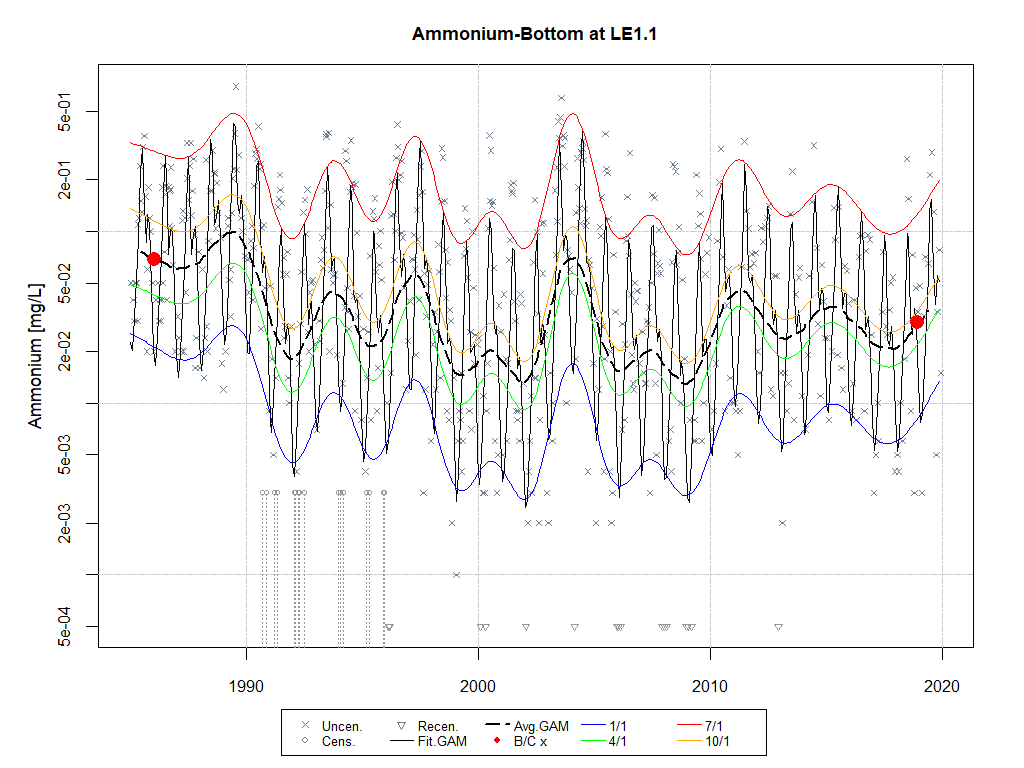 Ammonium-Bottom at LE1.1
Ammonium [mg/L]
5e-01
2e-01
5e-02
2e-02
5e-03
2e-03
5e-04
1990 2000 2010 2020
Uncen. Recen. Avg.GAM 1/1 7/1
Cens. Fit.GAM B/C x 4/1 10/1